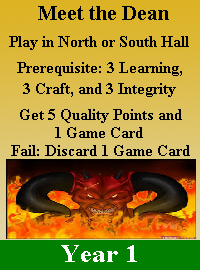 Meet the Dean
Play in North or South Hall
Prerequisite: 3 Learning,
3 Craft, and 3 Integrity
Get 5 Quality Points and
1 Game Card
Fail: Discard 1 Game Card
Year 1